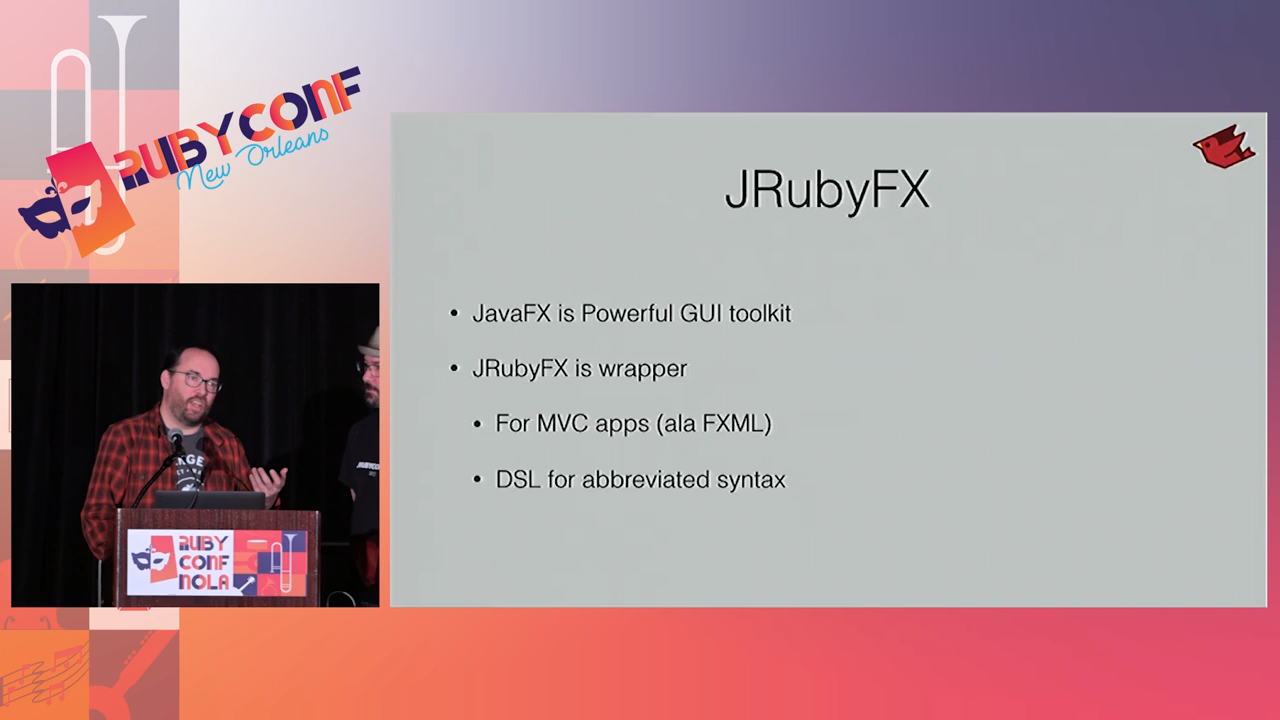 RUBYCONF
New Orleans
JRubyFX
• JavaFX is Powerful GUI toolkit
• JRubyFX is wrapper
• For MVC apps (ala FXML)
• DSL for abbreviated syntax
RUBY
CONF
NOLA